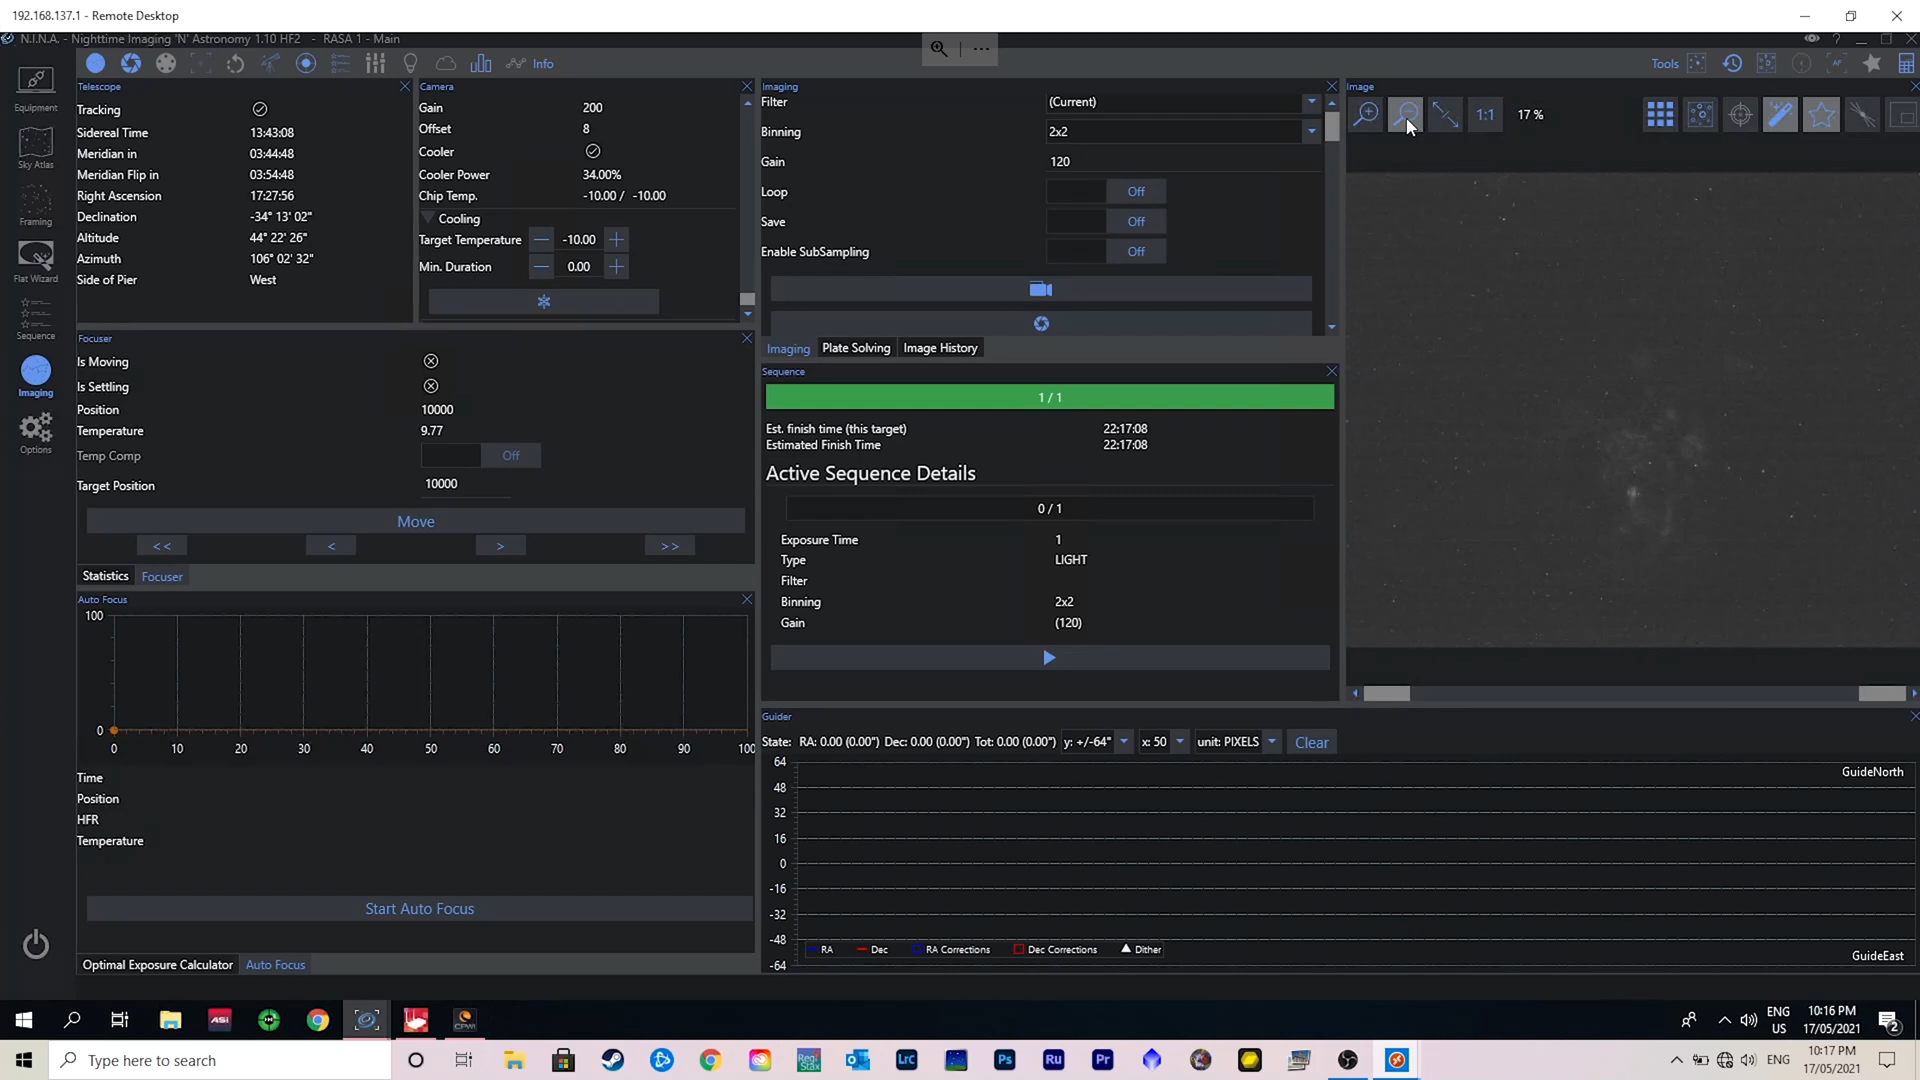 192.168.137.1 - Remote Desktop
N.I.N.A. - Nighttime Imaging 'N' Astronomy 1.10 HF2 - RASA 1 - Main
Info
Tools
Equipment
Sky Atlas
Framing
Flat Wizard
Sequence
Imaging
Options
Telescope
Tracking
Sidereal Time 13:43:08
Meridian in 03:44:48
Meridian Flip in 03:54:48
Right Ascension 17:27:56
Declination -34° 13' 02"
Altitude 44° 22' 26"
Azimuth 106° 02' 32"
Side of Pier West
Camera
Gain 200
Offset 8
Cooler
Cooler Power 34.00%
Chip Temp. -10.00 / -10.00
Cooling
Target Temperature -10.00
Min. Duration 0.00
Focuser
Is Moving
Is Settling
Position 10000
Temperature 9.77
Temp Comp Off
Target Position 10000
Move
<< < > >>
Statistics Focuser
Auto Focus
100
0
0 10 20 30 40 50 60 70 80 90 100
Time
Position
HFR
Temperature
Start Auto Focus
Optimal Exposure Calculator Auto Focus
Imaging
Filter (Current)
Binning 2x2
Gain 120
Loop Off
Save Off
Enable SubSampling Off
Imaging Plate Solving Image History
Sequence
1 / 1
Est. finish time (this target) 22:17:08
Estimated Finish Time 22:17:08
Active Sequence Details
0 / 1
Exposure Time 1
Type LIGHT
Filter
Binning 2x2
Gain (120)
Image
1:1 17 %
Guider
State: RA: 0.00 (0.00") Dec: 0.00 (0.00") Tot: 0.00 (0.00") y: +/-64" x: 50 unit: PIXELS Clear
64
48
32
16
0
-16
-32
-48
-64
GuideNorth
GuideEast
RA Dec RA Corrections Dec Corrections Dither
ASI
CPWI
ENG
US
10:16 PM
17/05/2021
2
Type here to search
Regi
Stax
Lrc
Ps
Ru
Pr
ENG
10:17 PM
17/05/2021